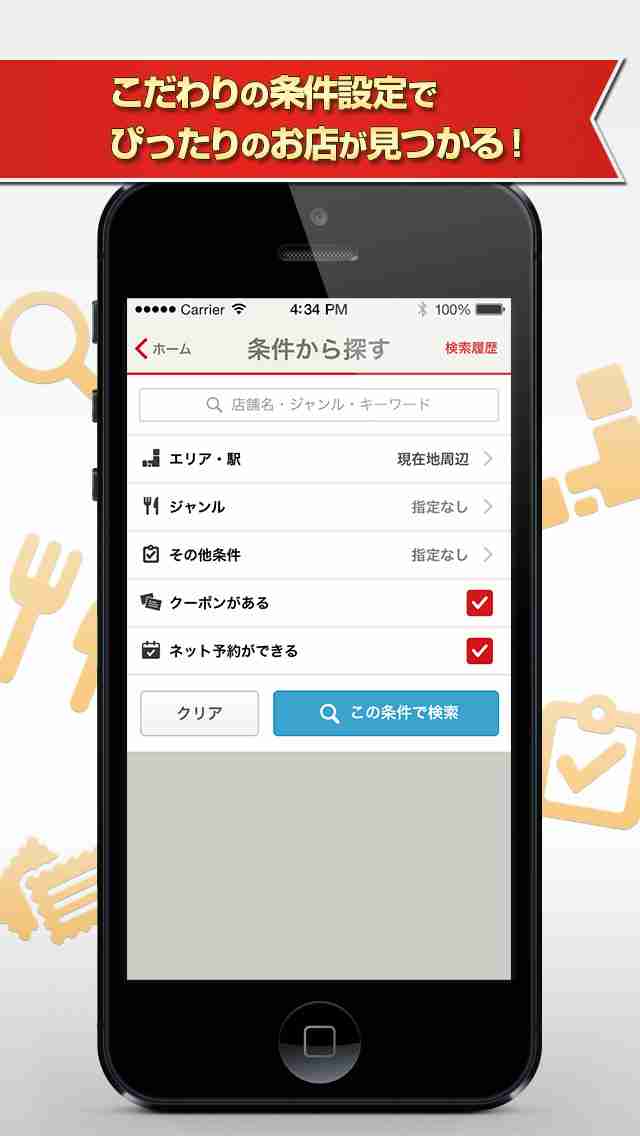 こだわりの条件設定で
ぴったりのお店が見つかる！
Carrier 4:34 PM 100%
ホーム 条件から探す 検索履歴
店舗名・ジャンル・キーワード
エリア・駅 現在地周辺
ジャンル 指定なし
その他条件 指定なし
クーポンがある
ネット予約ができる
クリア この条件で検索